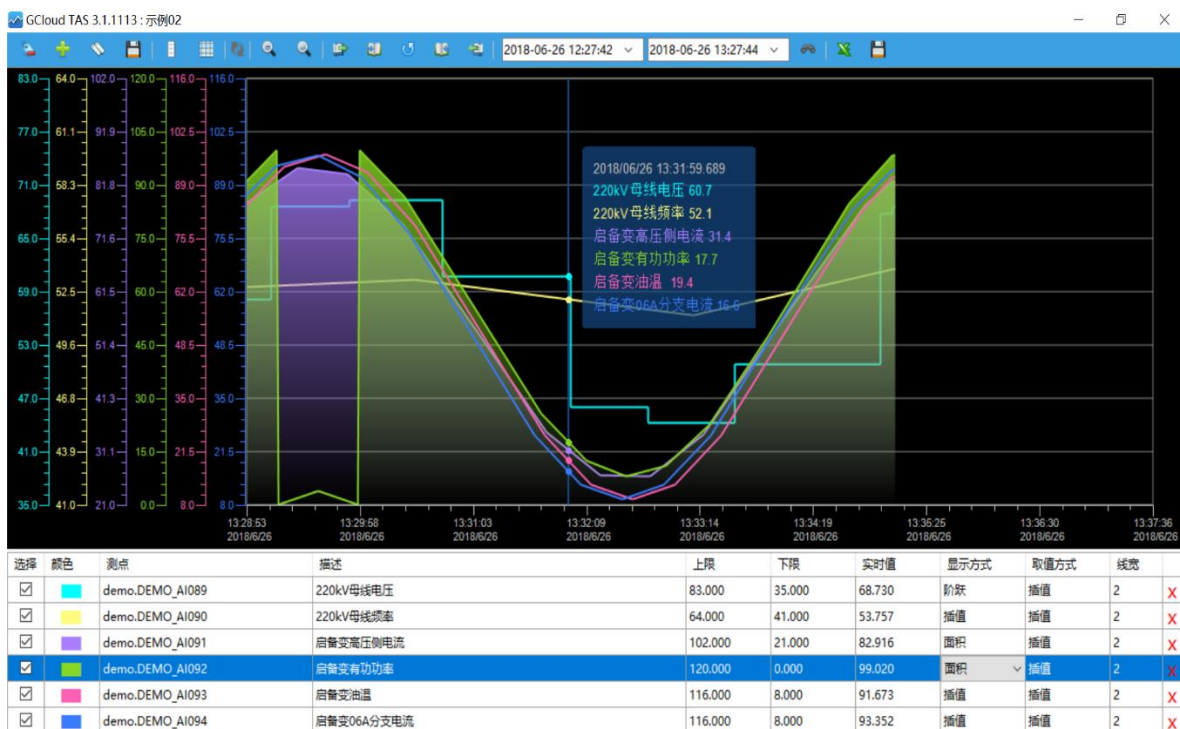 GCloud TAS 3.1.1113 : 示例02
2018-06-26 12:27:42 2018-06-26 13:27:44
83.0 64.0 102.0 120.0 116.0 116.0
77.0 61.1 91.9 105.0 102.5 102.5
71.0 58.3 81.8 90.0 89.0 89.0
65.0 55.4 71.6 75.0 75.5 75.5
59.0 52.5 61.5 60.0 62.0 62.0
53.0 49.6 51.4 45.0 48.5 48.5
47.0 46.8 41.3 30.0 35.0 35.0
41.0 43.9 31.1 15.0 21.5 21.5
35.0 41.0 21.0 0.0 8.0 8.0
2018/06/26 13:31:59.689
220kV母线电压 60.7
220kV母线频率 52.1
启备变高压侧电流 31.4
启备变有功功率 17.7
启备变油温 19.4
启备变06A分支电流 16.6
13:28:53 13:29:58 13:31:03 13:32:09 13:33:14 13:34:19 13:35:25 13:36:30 13:37:36
2018/6/26 2018/6/26 2018/6/26 2018/6/26 2018/6/26 2018/6/26 2018/6/26 2018/6/26 2018/6/26
选择 颜色 测点 描述 上限 下限 实时值 显示方式 取值方式 线宽
demo.DEMO_AI089 220kV母线电压 83.000 35.000 68.730 阶跃 插值 2 X
demo.DEMO_AI090 220kV母线频率 64.000 41.000 53.757 插值 插值 2 X
demo.DEMO_AI091 启备变高压侧电流 102.000 21.000 82.916 面积 插值 2 X
demo.DEMO_AI092 启备变有功功率 120.000 0.000 99.020 面积 插值 2 X
demo.DEMO_AI093 启备变油温 116.000 8.000 91.673 插值 插值 2 X
demo.DEMO_AI094 启备变06A分支电流 116.000 8.000 93.352 插值 插值 2 X